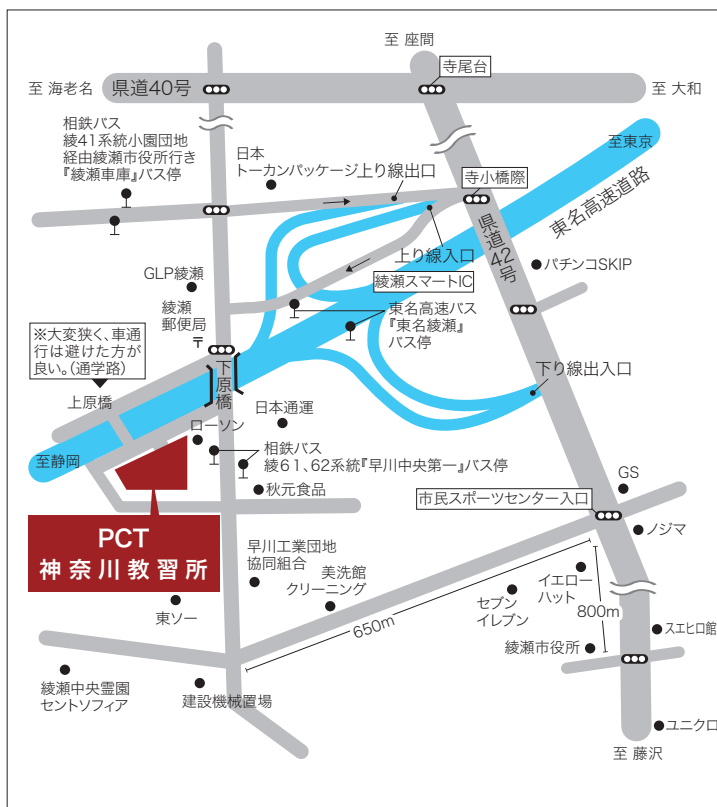 至 座間
寺尾台
至 海老名
県道40号
至 大和
相鉄バス
綾41系統小園団地
経由綾瀬市役所行き
『綾瀬車庫』バス停
日本
トーカンパッケージ
上り線出口
至東京
寺小橋際
東名高速道路
県道42号
上り線入口
パチンコSKIP
綾瀬スマートIC
GLP綾瀬
綾瀬
郵便局
〒
東名高速バス
『東名綾瀬』
バス停
※大変狭く、車通
行は避けた方が
良い。(通学路)
下原橋
下り線出入口
上原橋
日本通運
ローソン
至静岡
相鉄バス
綾61、62系統『早川中央第一』バス停
秋元食品
GS
市民スポーツセンター入口
ノジマ
PCT
神奈川教習所
早川工業団地
協同組合
美洗館
クリーニング
イエロー
ハット
800m
セブン
イレブン
東ソー
650m
スエヒロ館
綾瀬市役所
綾瀬中央霊園
セントソフィア
建設機械置場
ユニクロ
至 藤沢